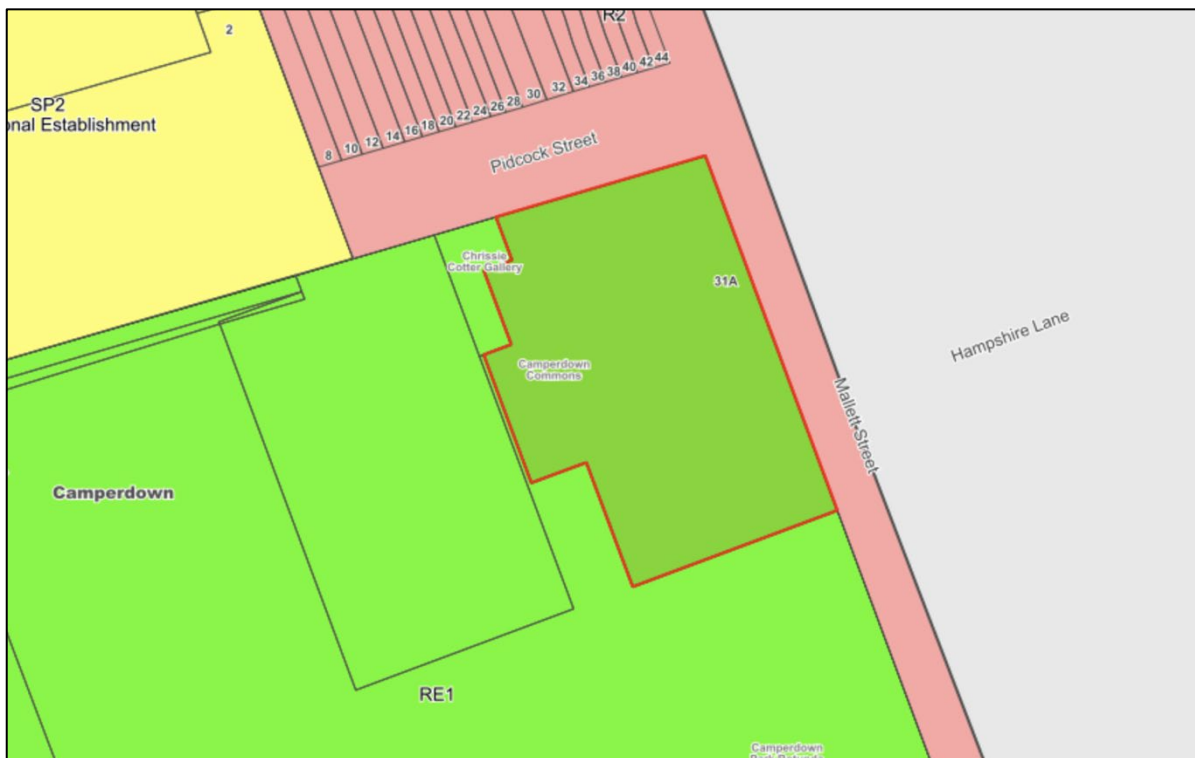 R2
2
44
42
40
38
36
34
32
30
28
26
24
22
20
18
16
14
12
10
8
SP2
onal Establishment
Pidcock Street
Chrissie
Cotter Gallery
31A
Hampshire Lane
Camperdown
Commons
Mallett Street
Camperdown
RE1
Camperdown